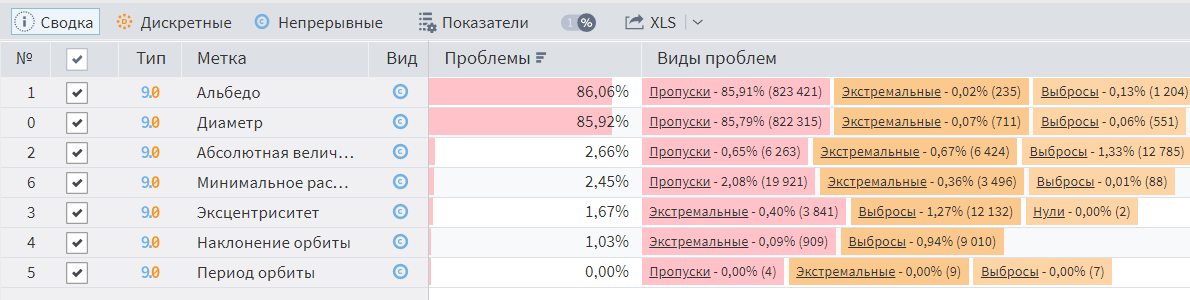 Сводка Дискретные Непрерывные Показатели 1 % XLS
№ Тип Метка Вид Проблемы Виды проблем
1 9.0 Альбедо 86,06% Пропуски - 85,91% (823 421) Экстремальные - 0,02% (235) Выбросы - 0,13% (1 204)
0 9.0 Диаметр 85,92% Пропуски - 85,79% (822 315) Экстремальные - 0,07% (711) Выбросы - 0,06% (551)
2 9.0 Абсолютная велич... 2,66% Пропуски - 0,65% (6 263) Экстремальные - 0,67% (6 424) Выбросы - 1,33% (12 785)
6 9.0 Минимальное рас... 2,45% Пропуски - 2,08% (19 921) Экстремальные - 0,36% (3 496) Выбросы - 0,01% (88)
3 9.0 Эксцентриситет 1,67% Экстремальные - 0,40% (3 841) Выбросы - 1,27% (12 132) Нули - 0,00% (2)
4 9.0 Наклонение орбиты 1,03% Экстремальные - 0,09% (909) Выбросы - 0,94% (9 010)
5 9.0 Период орбиты 0,00% Пропуски - 0,00% (4) Экстремальные - 0,00% (9) Выбросы - 0,00% (7)